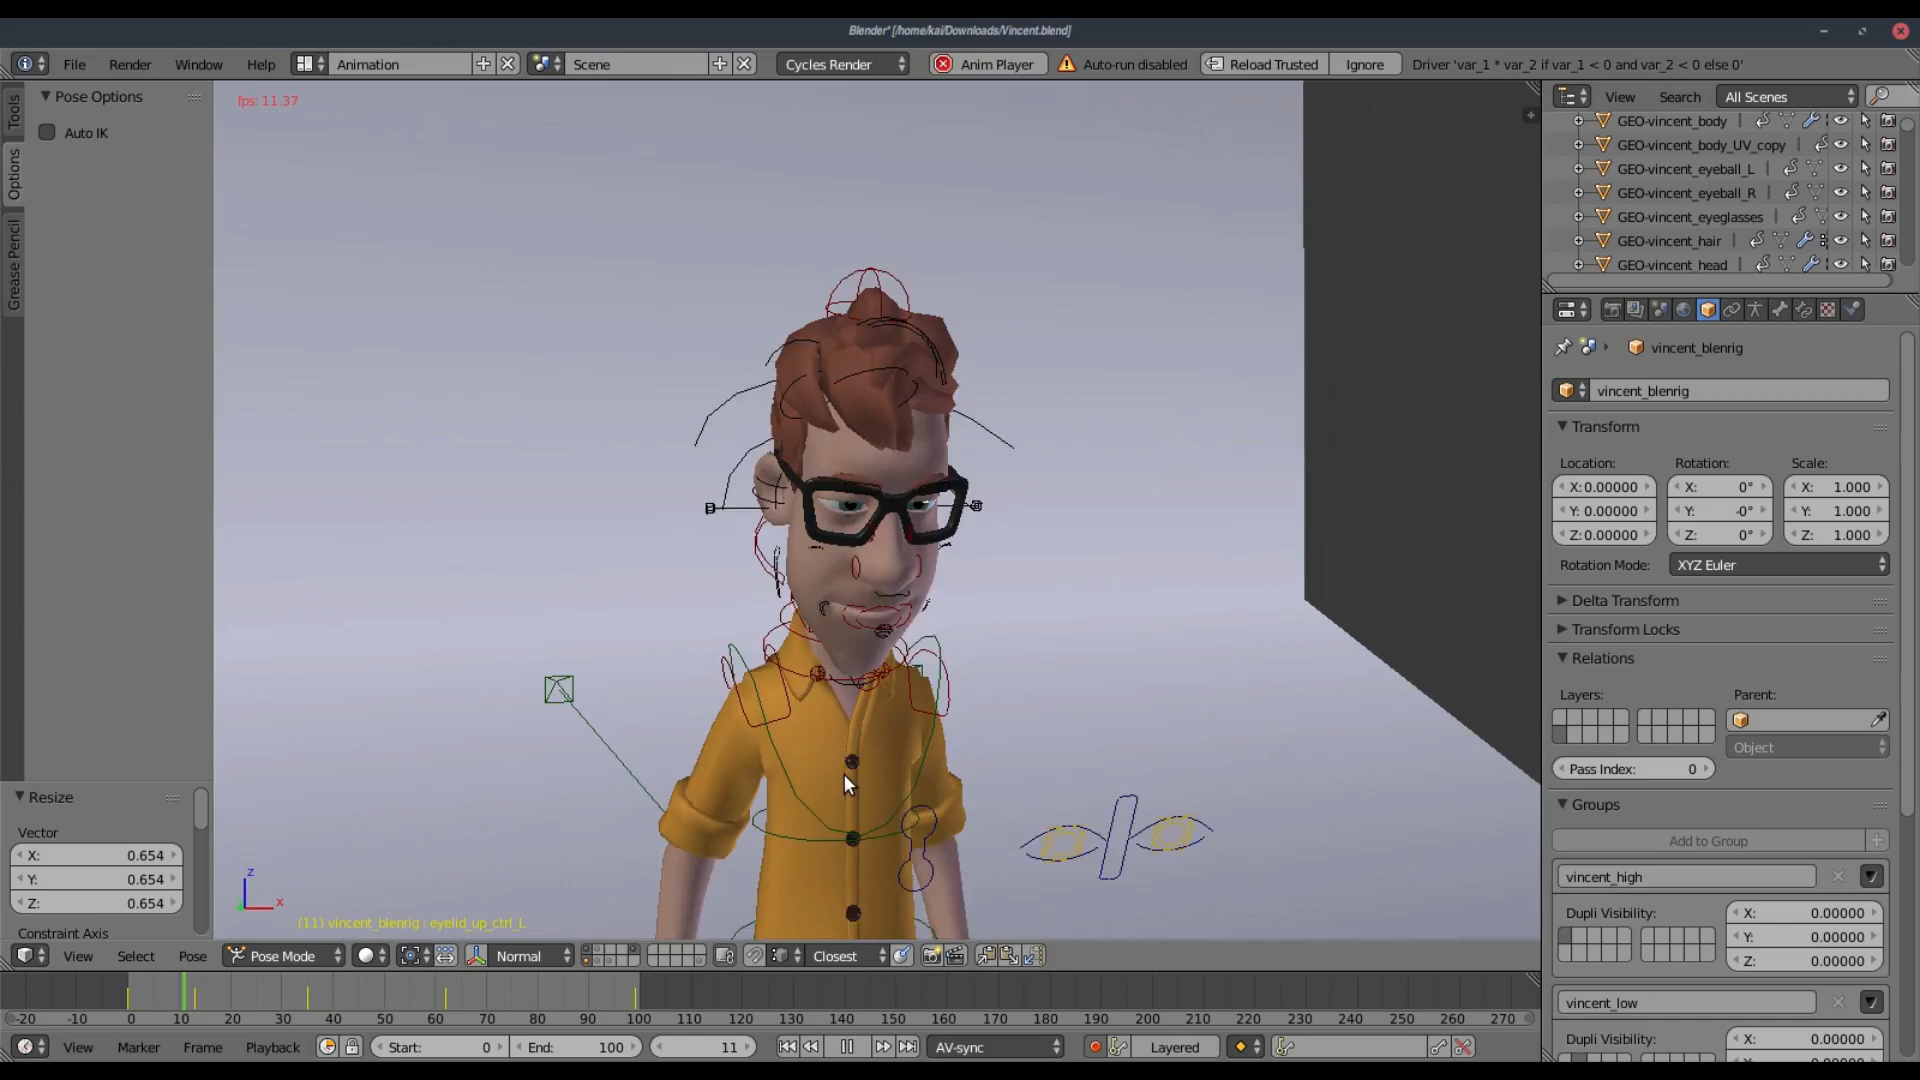 Blender* [/home/kai/Downloads/Vincent.blend]
File Render Window Help Animation Scene Cycles Render Anim Player Auto-run disabled Reload Trusted Ignore Driver 'var_1 * var_2 if var_1 < 0 and var_2 < 0 else 0'
Tools
Options
Grease Pencil
Pose Options
Auto IK
fps: 11.37
View Search All Scenes
GEO-vincent_body
GEO-vincent_body_UV_copy
GEO-vincent_eyeball_L
GEO-vincent_eyeball_R
GEO-vincent_eyeglasses
GEO-vincent_hair
GEO-vincent_head
vincent_blenrig
vincent_blenrig
Transform
Location: Rotation: Scale:
X: 0.00000 X: 0° X: 1.000
Y: 0.00000 Y: -0° Y: 1.000
Z: 0.00000 Z: 0° Z: 1.000
Rotation Mode: XYZ Euler
Delta Transform
Transform Locks
Relations
Layers: Parent:
Object
Pass Index: 0
Groups
Add to Group
vincent_high
Dupli Visibility: X: 0.00000
Y: 0.00000
Z: 0.00000
vincent_low
Dupli Visibility: X: 0.00000
Resize
Vector
X: 0.654
Y: 0.654
Z: 0.654
Constraint Axis
z
x
(11) vincent_blenrig : eyelid_up_ctrl_L
View Select Pose Pose Mode Normal Closest
-20 -10 0 10 20 30 40 50 60 70 80 90 100 110 120 130 140 150 160 170 180 190 200 210 220 230 240 250 260 270
View Marker Frame Playback Start: 0 End: 100 11 AV-sync Layered